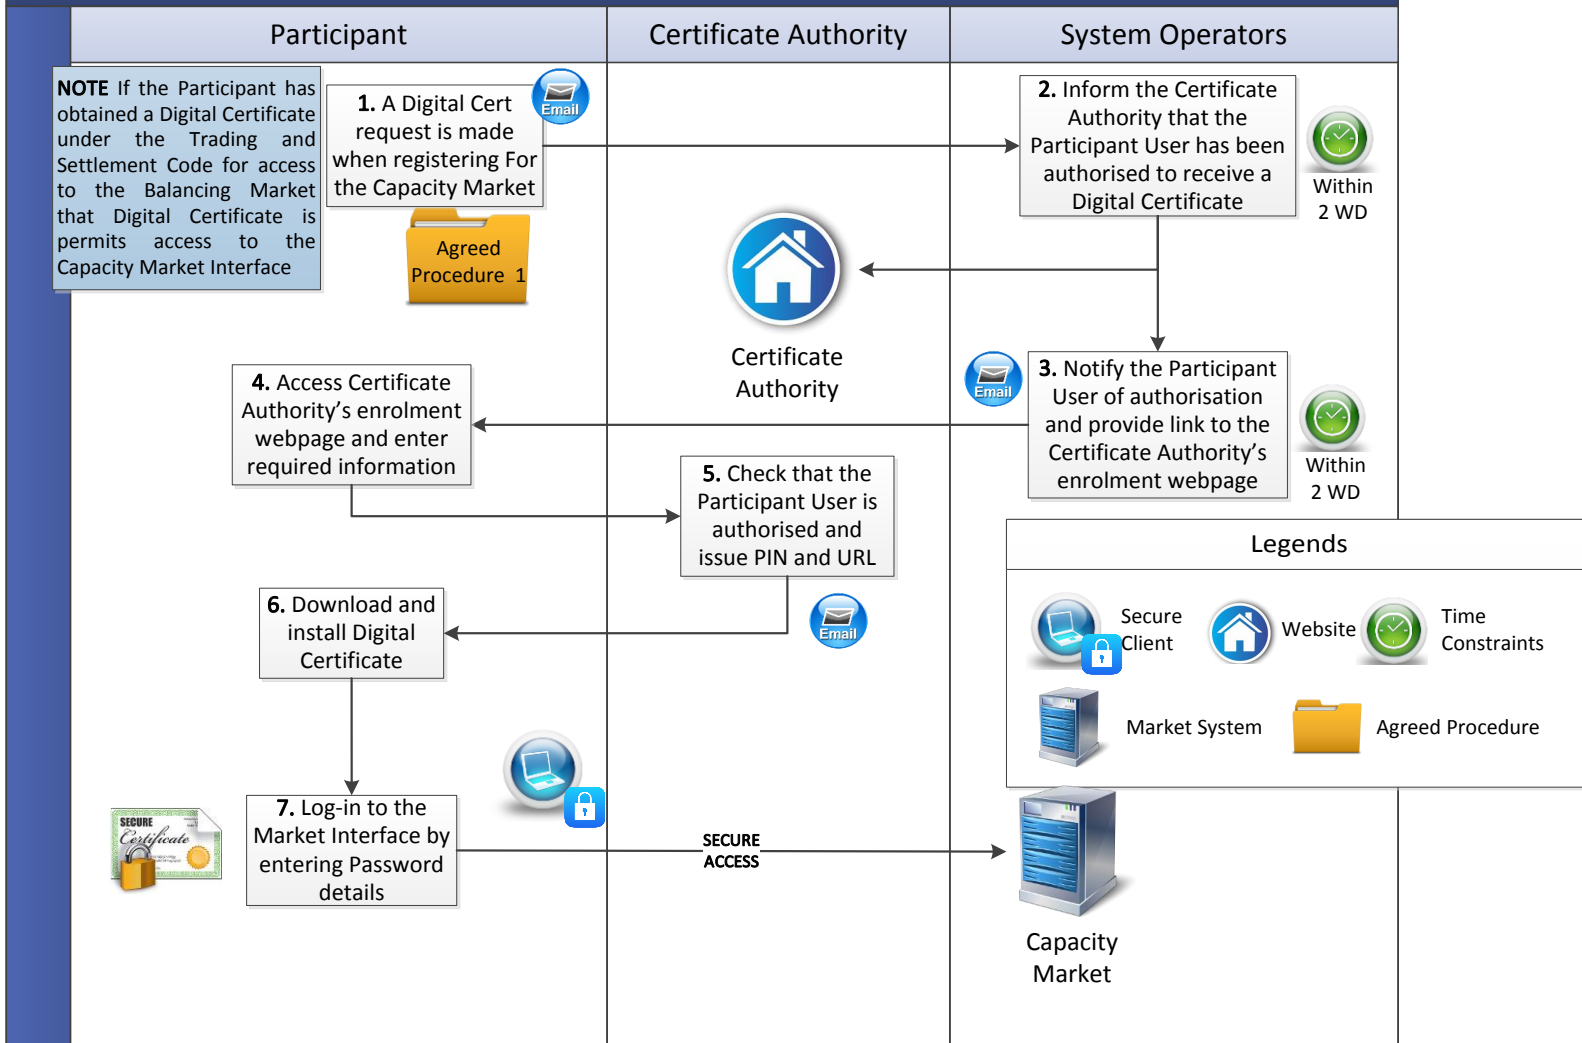 Participant
Certificate Authority
System Operators
NOTE If the Participant has
obtained a Digital Certificate
under the Trading and
Settlement Code for access
to the Balancing Market
that Digital Certificate is
permits access to the
Capacity Market Interface
1. A Digital Cert
request is made
when registering For
the Capacity Market
Email
Agreed
Procedure 1
2. Inform the Certificate
Authority that the
Participant User has been
authorised to receive a
Digital Certificate
Within
2 WD
Certificate
Authority
Email
3. Notify the Participant
User of authorisation
and provide link to the
Certificate Authority's
enrolment webpage
Within
2 WD
4. Access Certificate
Authority's enrolment
webpage and enter
required information
5. Check that the
Participant User is
authorised and
issue PIN and URL
Email
6. Download and
install Digital
Certificate
7. Log-in to the
Market Interface by
entering Password
details
SECURE
Certificate
SECURE
ACCESS
Capacity
Market
Legends
Secure
Client
Website
Time
Constraints
Market System
Agreed Procedure